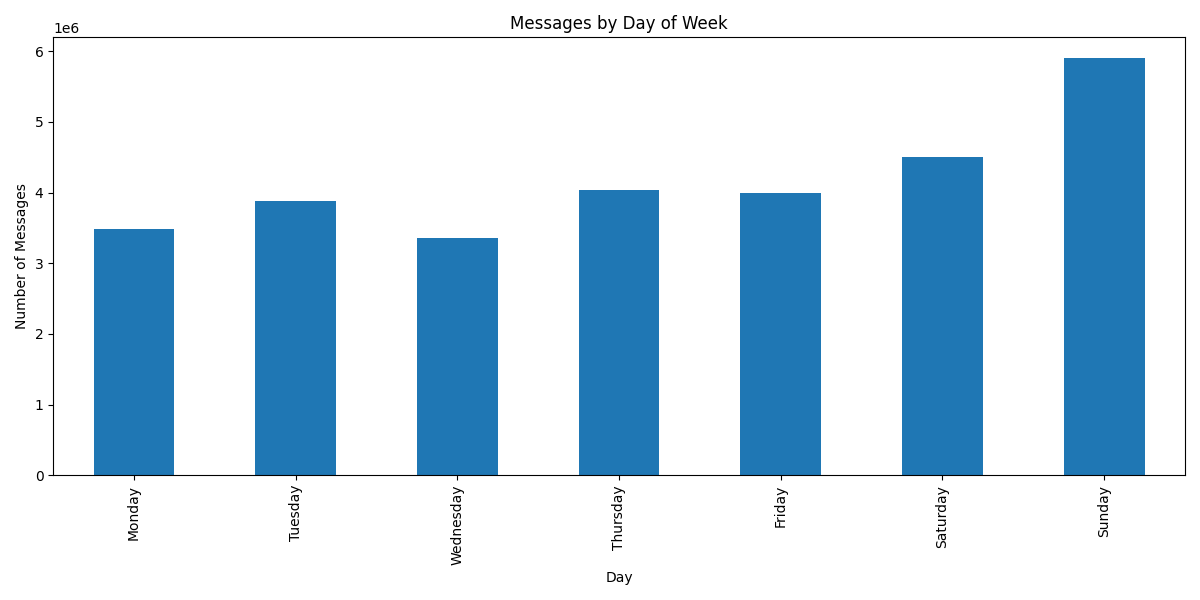 Messages by Day of Week
1e6
6
5
4
3
2
1
0
Number of Messages
Monday
Tuesday
Wednesday
Thursday
Friday
Saturday
Sunday
Day